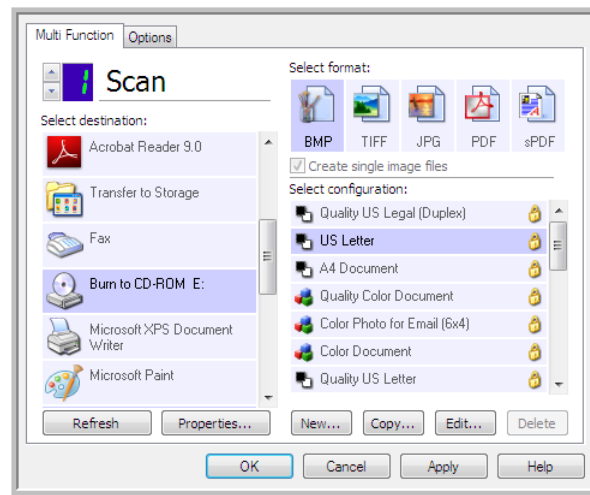 Multi Function
Options
1 Scan
Select destination:
Acrobat Reader 9.0
Transfer to Storage
Fax
Burn to CD-ROM E:
Microsoft XPS Document
Writer
Microsoft Paint
Refresh
Properties...
Select format:
BMP
TIFF
JPG
PDF
sPDF
Create single image files
Select configuration:
Quality US Legal (Duplex)
US Letter
A4 Document
Quality Color Document
Color Photo for Email (6x4)
Color Document
Quality US Letter
New...
Copy...
Edit...
Delete
OK
Cancel
Apply
Help